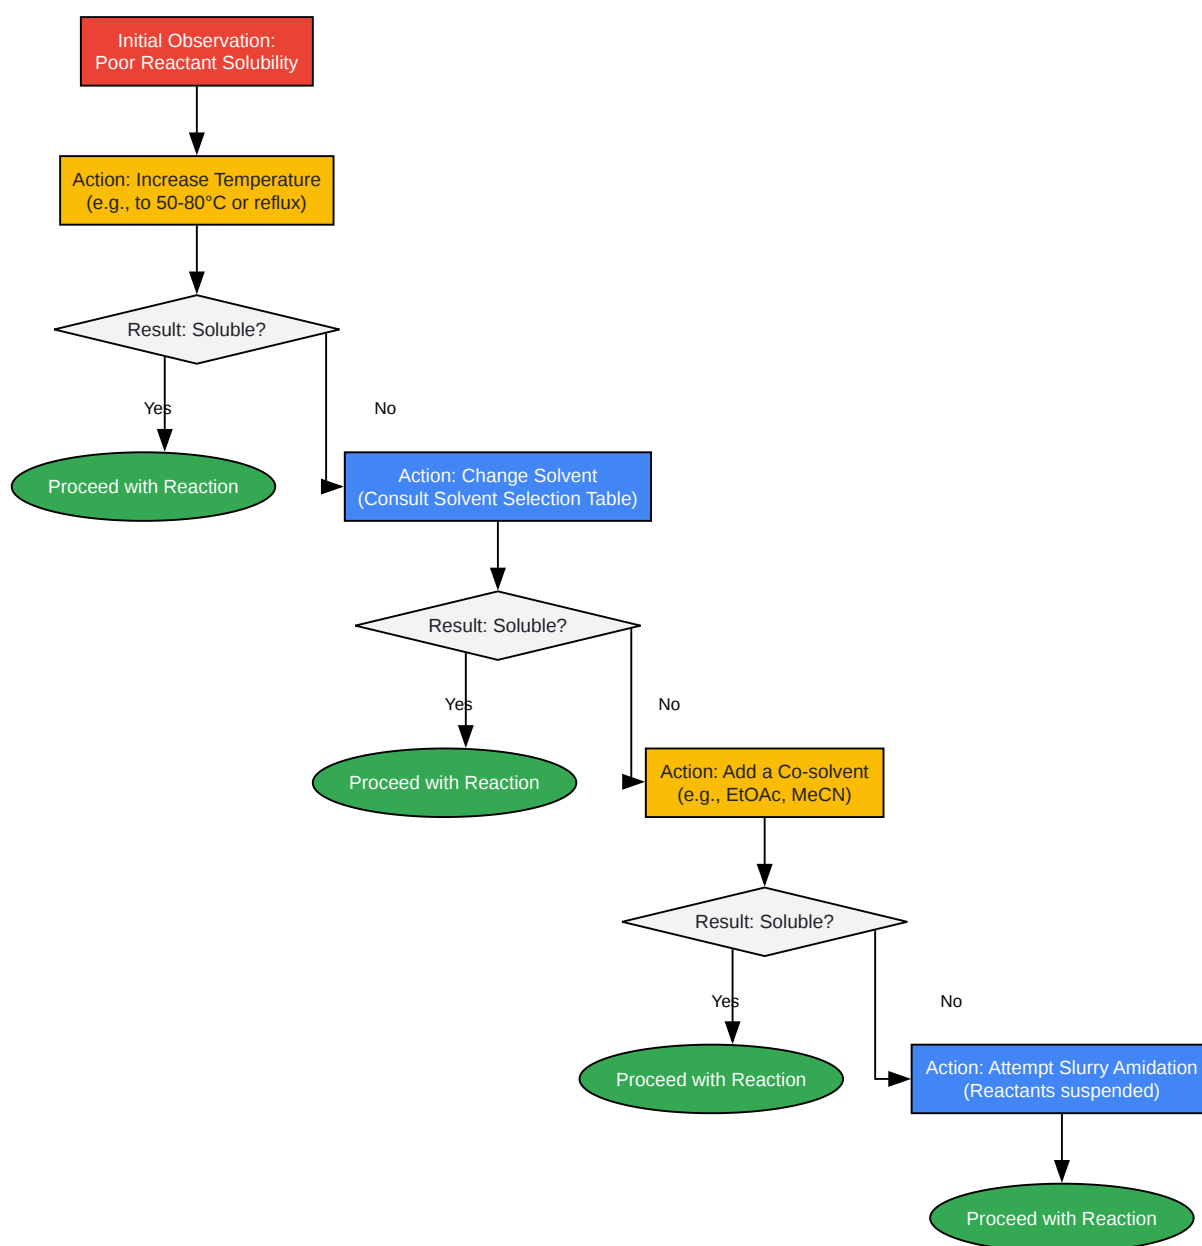 Initial Observation:
Poor Reactant Solubility
Action: Increase Temperature
(e.g., to 50-80°C or reflux)
Result: Soluble?
Yes
No
Proceed with Reaction
Action: Change Solvent
(Consult Solvent Selection Table)
Result: Soluble?
Yes
No
Proceed with Reaction
Action: Add a Co-solvent
(e.g., EtOAc, MeCN)
Result: Soluble?
Yes
No
Proceed with Reaction
Action: Attempt Slurry Amidation
(Reactants suspended)
Proceed with Reaction